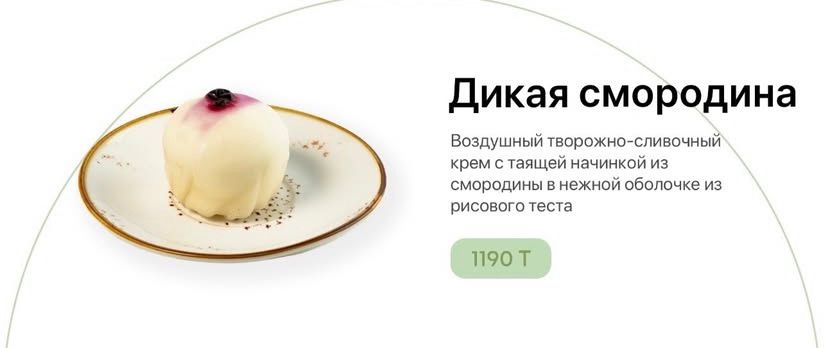 Дикая смородина
Воздушный творожно-сливочный
крем с таящей начинкой из
смородины в нежной оболочке из
рисового теста
1190 T